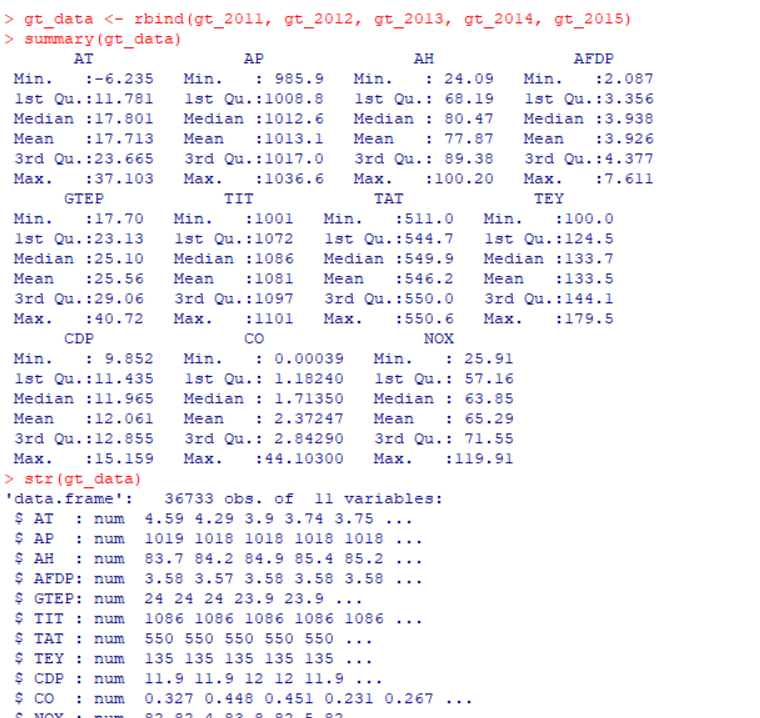 > gt_data <- rbind(gt_2011, gt_2012, gt_2013, gt_2014, gt_2015)
> summary(gt_data)
AT AP AH AFDP
Min. :-6.235 Min. : 985.9 Min. : 24.09 Min. :2.087
1st Qu.:11.781 1st Qu.:1008.8 1st Qu.: 68.19 1st Qu.:3.356
Median :17.801 Median :1012.6 Median : 80.47 Median :3.938
Mean :17.713 Mean :1013.1 Mean : 77.87 Mean :3.926
3rd Qu.:23.665 3rd Qu.:1017.0 3rd Qu.: 89.38 3rd Qu.:4.377
Max. :37.103 Max. :1036.6 Max. :100.20 Max. :7.611
GTEP TIT TAT TEY
Min. :17.70 Min. :1001 Min. :511.0 Min. :100.0
1st Qu.:23.13 1st Qu.:1072 1st Qu.:544.7 1st Qu.:124.5
Median :25.10 Median :1086 Median :549.9 Median :133.7
Mean :25.56 Mean :1081 Mean :546.2 Mean :133.5
3rd Qu.:29.06 3rd Qu.:1097 3rd Qu.:550.0 3rd Qu.:144.1
Max. :40.72 Max. :1101 Max. :550.6 Max. :179.5
CDP CO NOX
Min. : 9.852 Min. : 0.00039 Min. : 25.91
1st Qu.:11.435 1st Qu.: 1.18240 1st Qu.: 57.16
Median :11.965 Median : 1.71350 Median : 63.85
Mean :12.061 Mean : 2.37247 Mean : 65.29
3rd Qu.:12.855 3rd Qu.: 2.84290 3rd Qu.: 71.55
Max. :15.159 Max. :44.10300 Max. :119.91
> str(gt_data)
'data.frame': 36733 obs. of 11 variables:
$ AT : num 4.59 4.29 3.9 3.74 3.75 ...
$ AP : num 1019 1018 1018 1018 1018 ...
$ AH : num 83.7 84.2 84.9 85.4 85.2 ...
$ AFDP: num 3.58 3.57 3.58 3.58 3.58 ...
$ GTEP: num 24 24 24 23.9 23.9 ...
$ TIT : num 1086 1086 1086 1086 1086 ...
$ TAT : num 550 550 550 550 550 ...
$ TEY : num 135 135 135 135 135 ...
$ CDP : num 11.9 11.9 12 12 11.9 ...
$ CO : num 0.327 0.448 0.451 0.231 0.267 ...
$ NOX : num